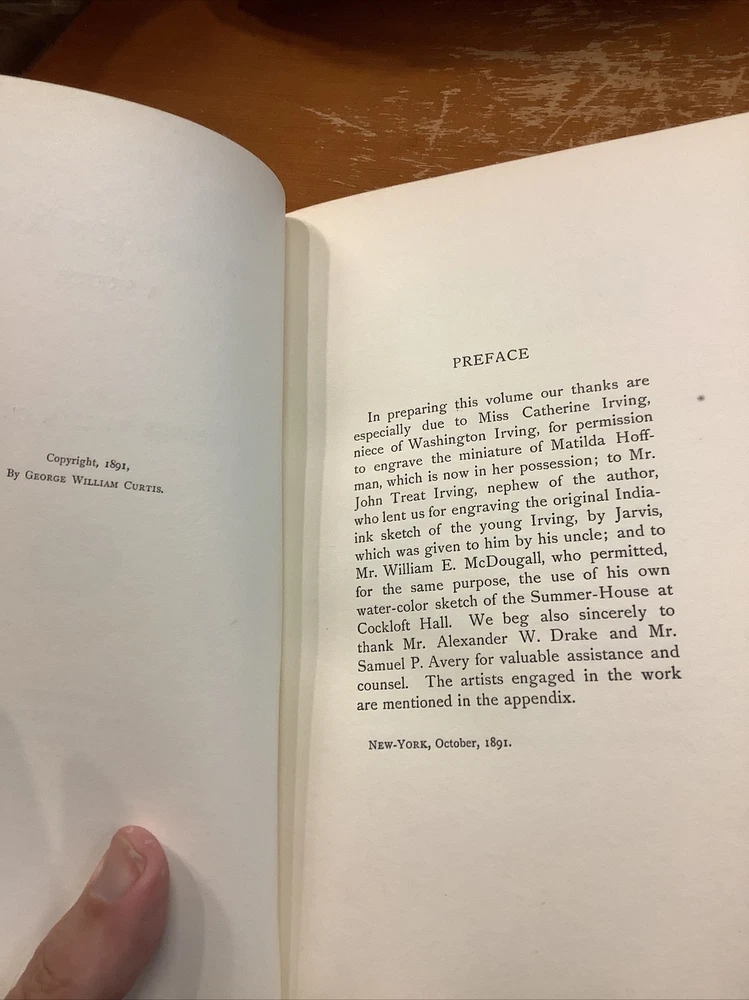 Copyright, 1891,
By GEORGE WILLIAM CURTIS.
PREFACE
In preparing this volume our thanks are
especially due to Miss Catherine Irving,
niece of Washington Irving, for permission
to engrave the miniature of Matilda Hoff-
man, which is now in her possession; to Mr.
John Treat Irving, nephew of the author,
who lent us for engraving the original India-
ink sketch of the young Irving, by Jarvis,
which was given to him by his uncle; and to
Mr. William E. McDougall, who permitted,
for the same purpose, the use of his own
water-color sketch of the Summer-House at
Cockloft Hall. We beg also sincerely to
thank Mr. Alexander W. Drake and Mr.
Samuel P. Avery for valuable assistance and
counsel. The artists engaged in the work
are mentioned in the appendix.
NEW-YORK, October, 1891.